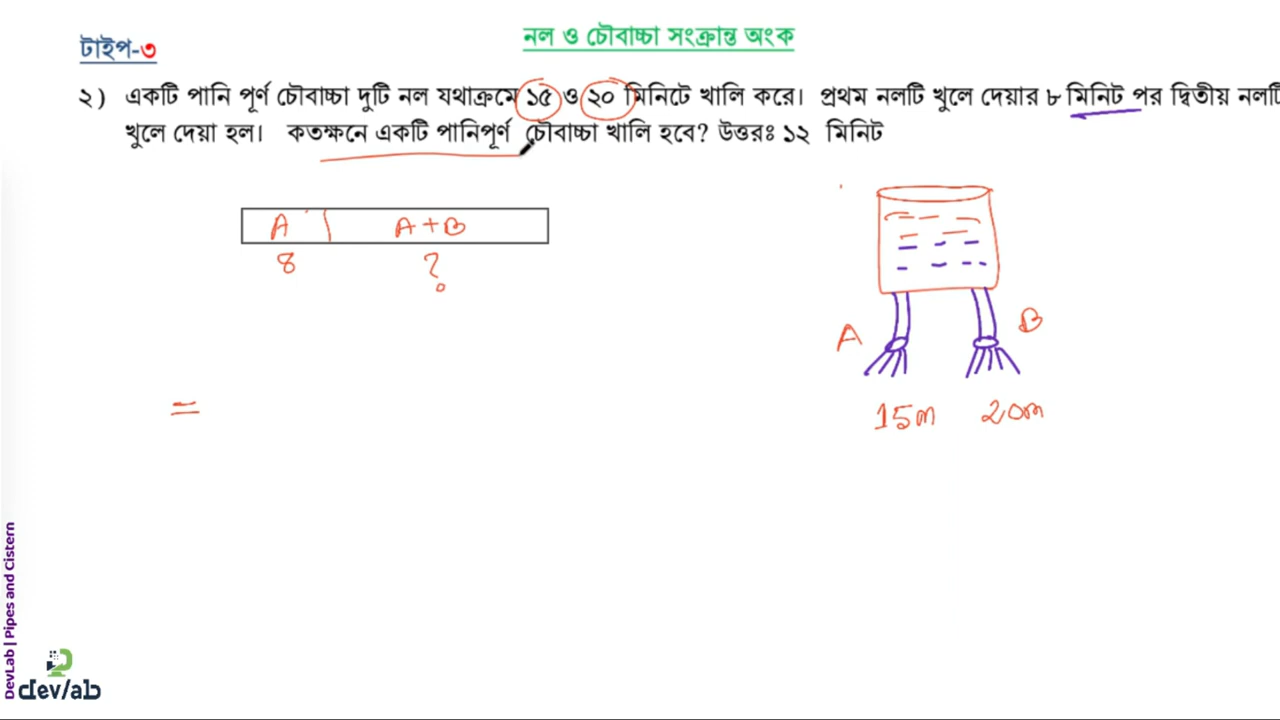 নল ও চৌবাচ্চা সংক্রান্ত অংক
টাইপ-৩
২) একটি পানি পূর্ণ চৌবাচ্চা দুটি নল যথাক্রমে ১৫ ও ২০ মিনিটে খালি করে। প্রথম নলটি খুলে দেয়ার ৮ মিনিট পর দ্বিতীয় নলটি
খুলে দেয়া হল। কতক্ষনে একটি পানিপূর্ণ চৌবাচ্চা খালি হবে? উত্তরঃ ১২ মিনিট
A A+B
8 ?
A B
15m 20m
=
DevLab | Pipes and Cistern
dev/ab